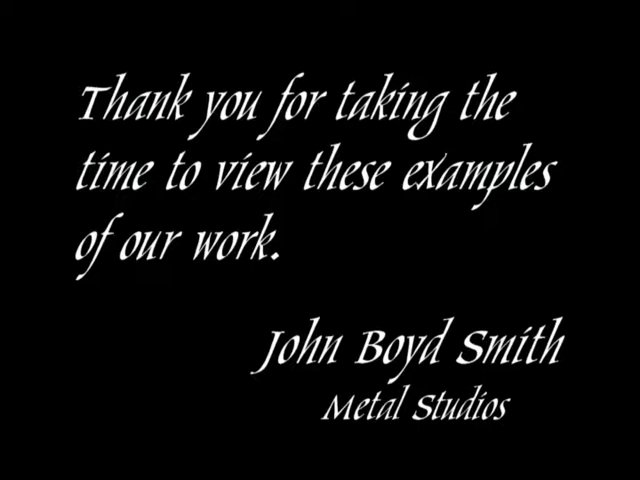 Thank you for taking the
time to view these examples
of our work.
John Boyd Smith
Metal Studios